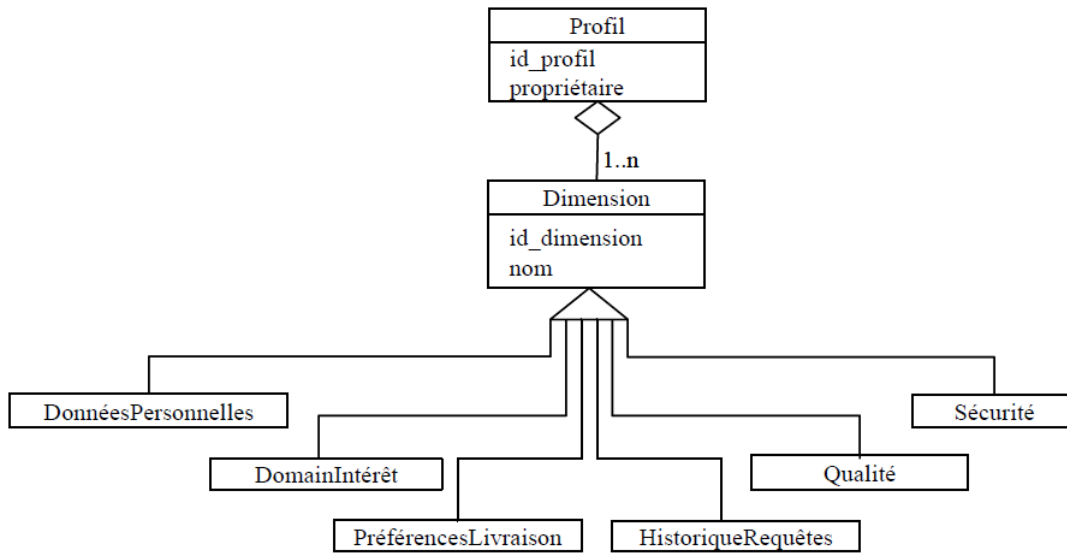 Profil
id_profil
propriétaire
1..n
Dimension
id_dimension
nom
DonnéesPersonnelles
Sécurité
DomainIntérêt
Qualité
PréférencesLivraison
HistoriqueRequêtes